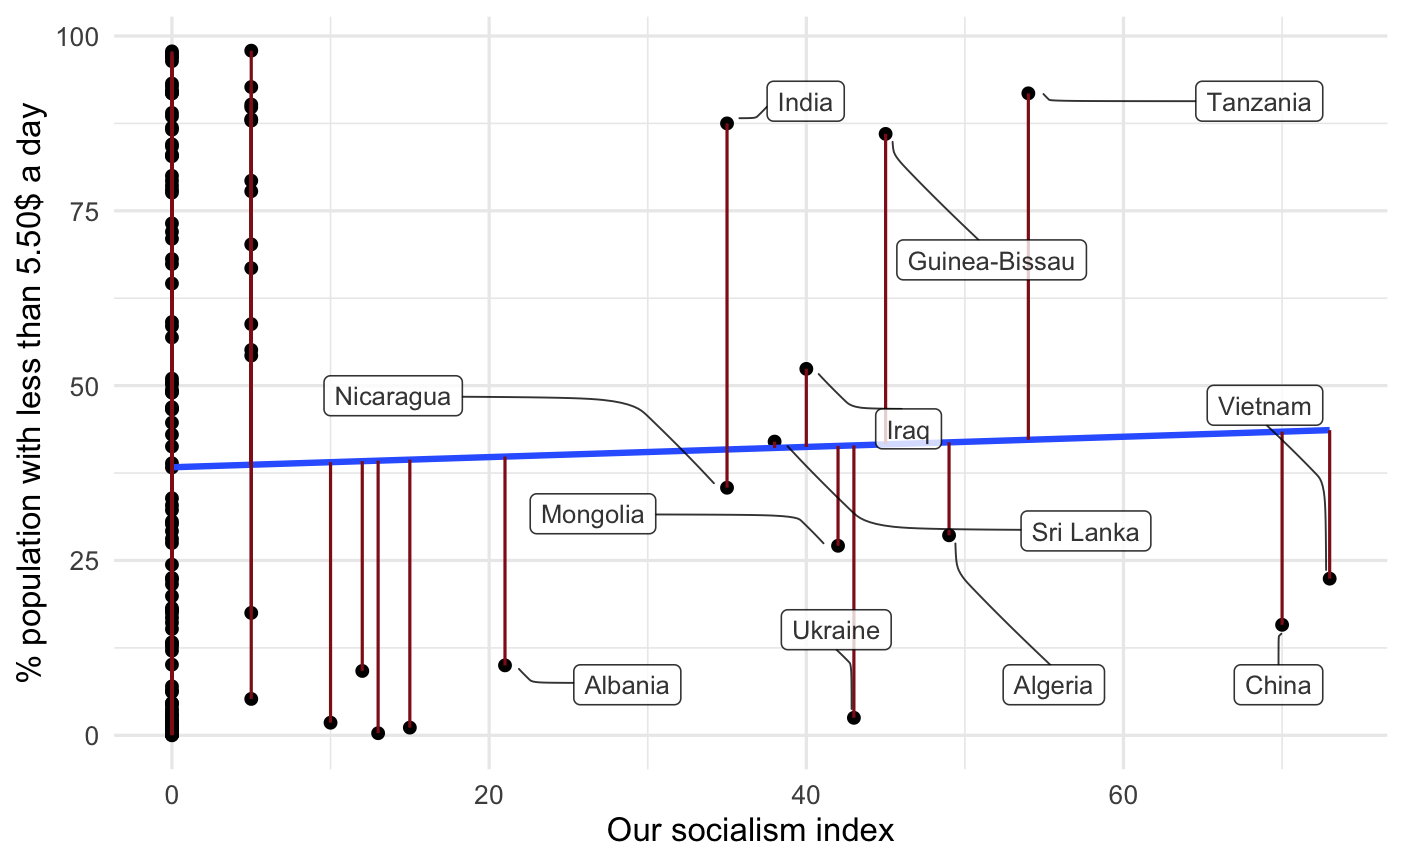 % population with less than 5.50$ a day
100
75
50
25
0
India
Tanzania
Guinea-Bissau
Nicaragua
Vietnam
Iraq
Mongolia
Sri Lanka
Ukraine
Albania
Algeria
China
0
20
40
60
Our socialism index